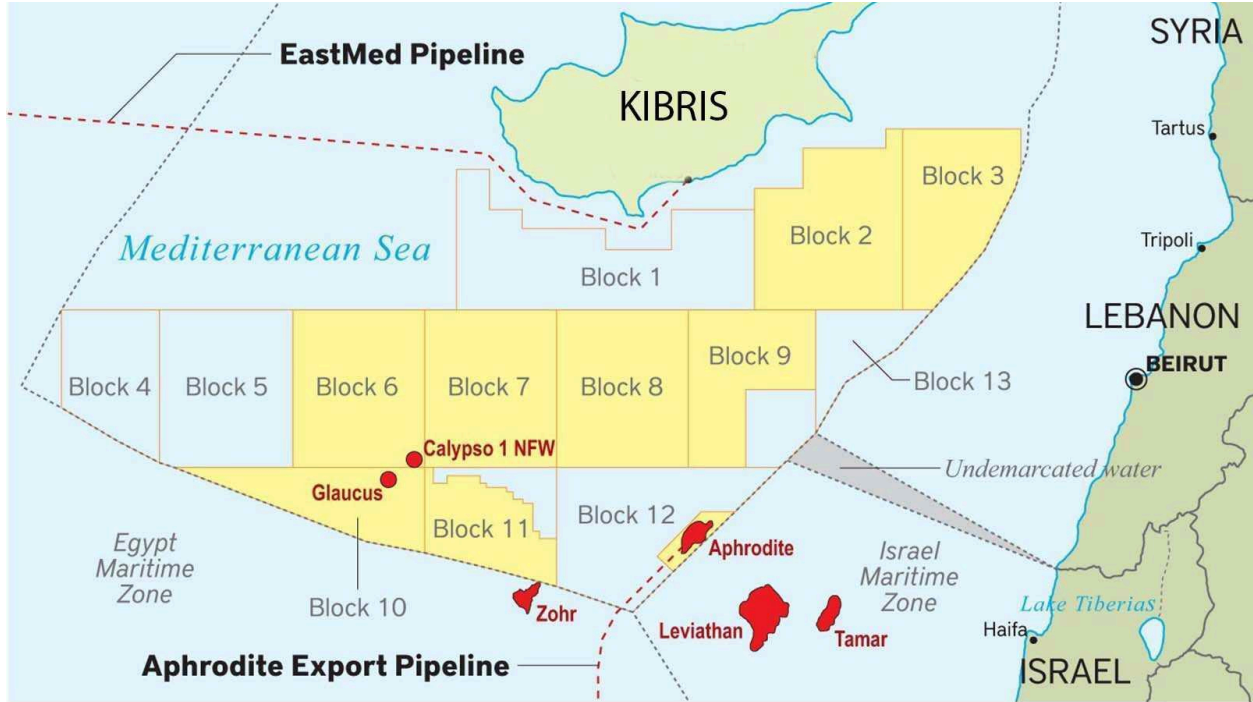 SYRIA
EastMed Pipeline
KIBRIS
Tartus
Block 3
Block 2
Mediterranean Sea
Tripoli
Block 1
LEBANON
BEIRUT
Block 4
Block 5
Block 6
Block 7
Block 8
Block 9
Block 13
Calypso 1 NFW
Undemarcated water
Glaucus
Block 11
Block 12
Aphrodite
Egypt
Maritime
Zone
Israel
Maritime
Zone
Block 10
Zohr
Lake Tiberias
Leviathan
Tamar
Haifa
Aphrodite Export Pipeline
ISRAEL